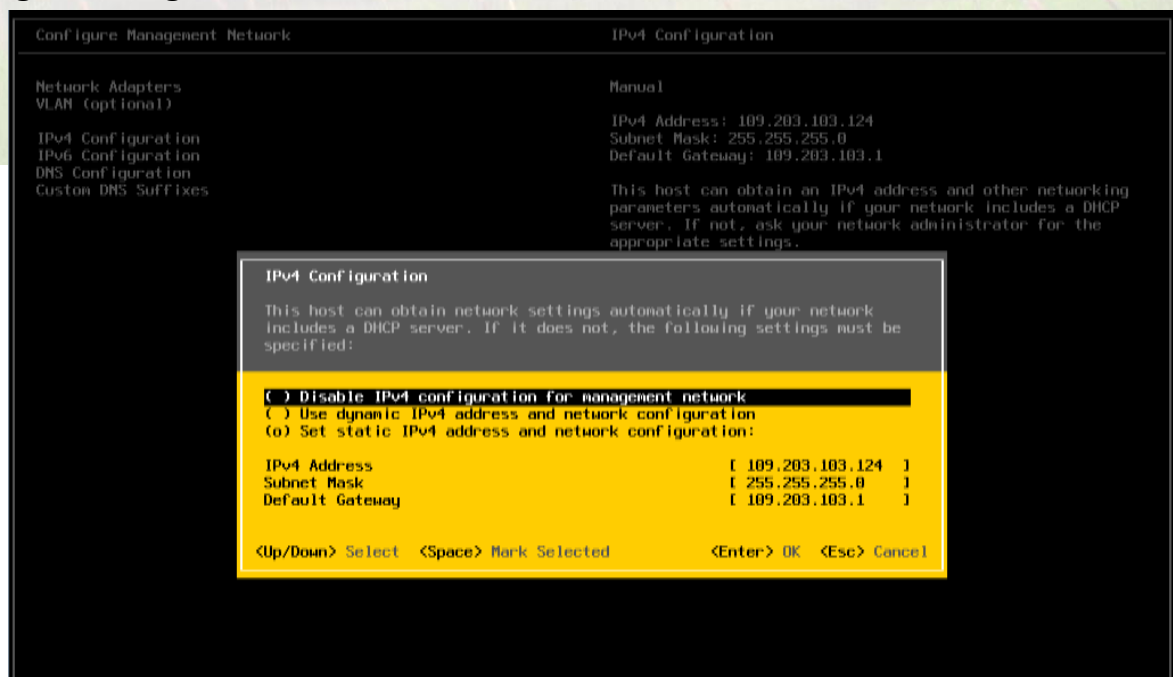 Configure Management Network
IPv4 Configuration
Network Adapters
VLAN (optional)
IPv4 Configuration
IPv6 Configuration
DNS Configuration
Custom DNS Suffixes
Manual
IPv4 Address: 109.203.103.124
Subnet Mask: 255.255.255.0
Default Gateway: 109.203.103.1
This host can obtain an IPv4 address and other networking
parameters automatically if your network includes a DHCP
server. If not, ask your network administrator for the
appropriate settings.
IPv4 Configuration
This host can obtain network settings automatically if your network
includes a DHCP server. If it does not, the following settings must be
specified:
( ) Disable IPv4 configuration for management network
( ) Use dynamic IPv4 address and network configuration
(o) Set static IPv4 address and network configuration:
IPv4 Address [ 109.203.103.124 ]
Subnet Mask [ 255.255.255.0 ]
Default Gateway [ 109.203.103.1 ]
<Up/Down> Select <Space> Mark Selected <Enter> OK <Esc> Cancel